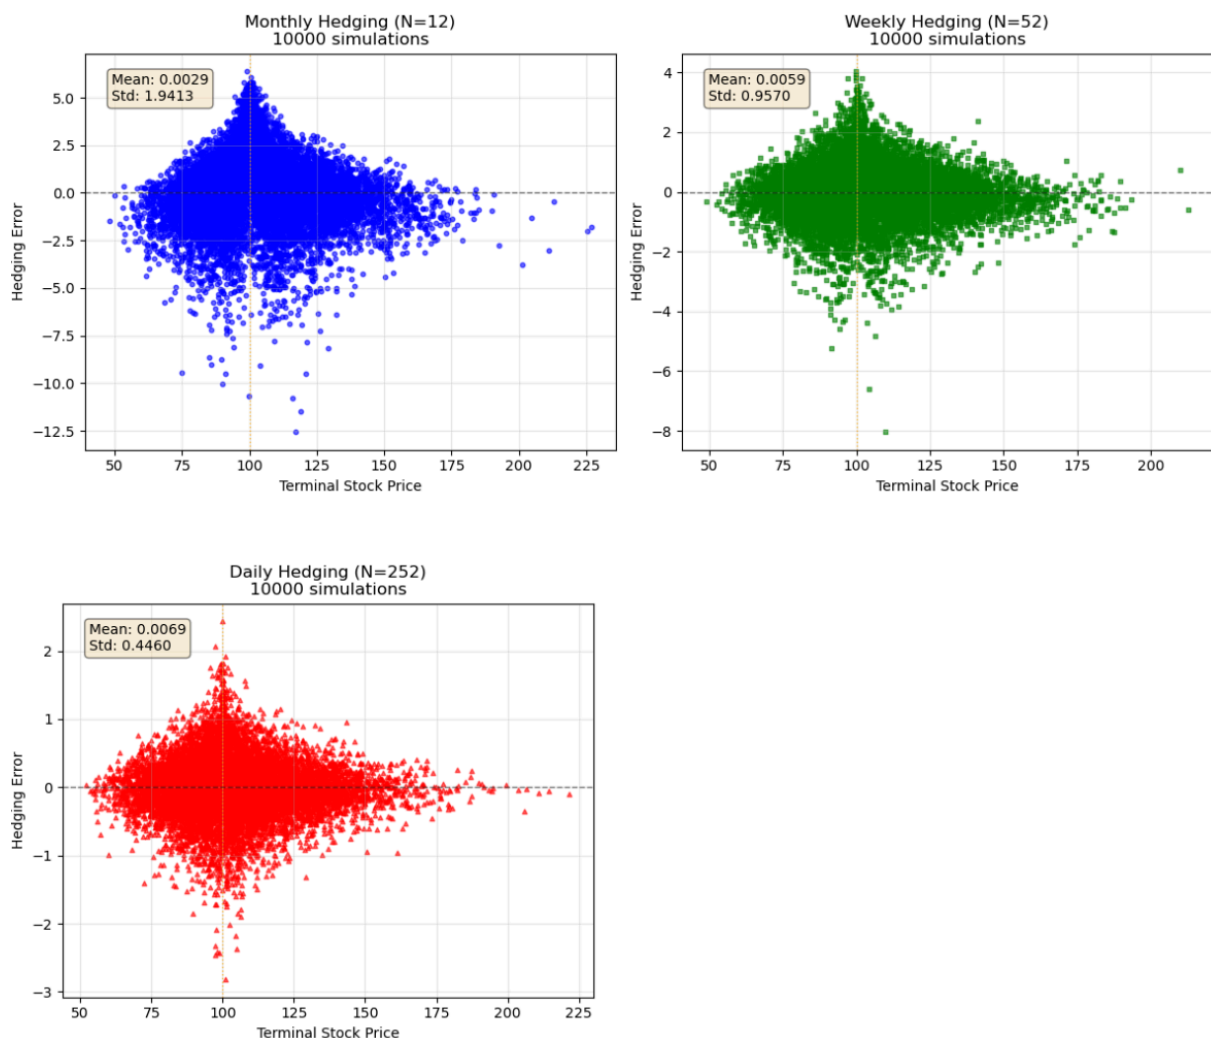 Monthly Hedging (N=12)
10000 simulations
Mean: 0.0029
Std: 1.9413
5.0
2.5
0.0
−2.5
−5.0
−7.5
−10.0
−12.5
Hedging Error
50 75 100 125 150 175 200 225
Terminal Stock Price
Weekly Hedging (N=52)
10000 simulations
Mean: 0.0059
Std: 0.9570
4
2
0
−2
−4
−6
−8
Hedging Error
50 75 100 125 150 175 200
Terminal Stock Price
Daily Hedging (N=252)
10000 simulations
Mean: 0.0069
Std: 0.4460
2
1
0
−1
−2
−3
Hedging Error
50 75 100 125 150 175 200 225
Terminal Stock Price